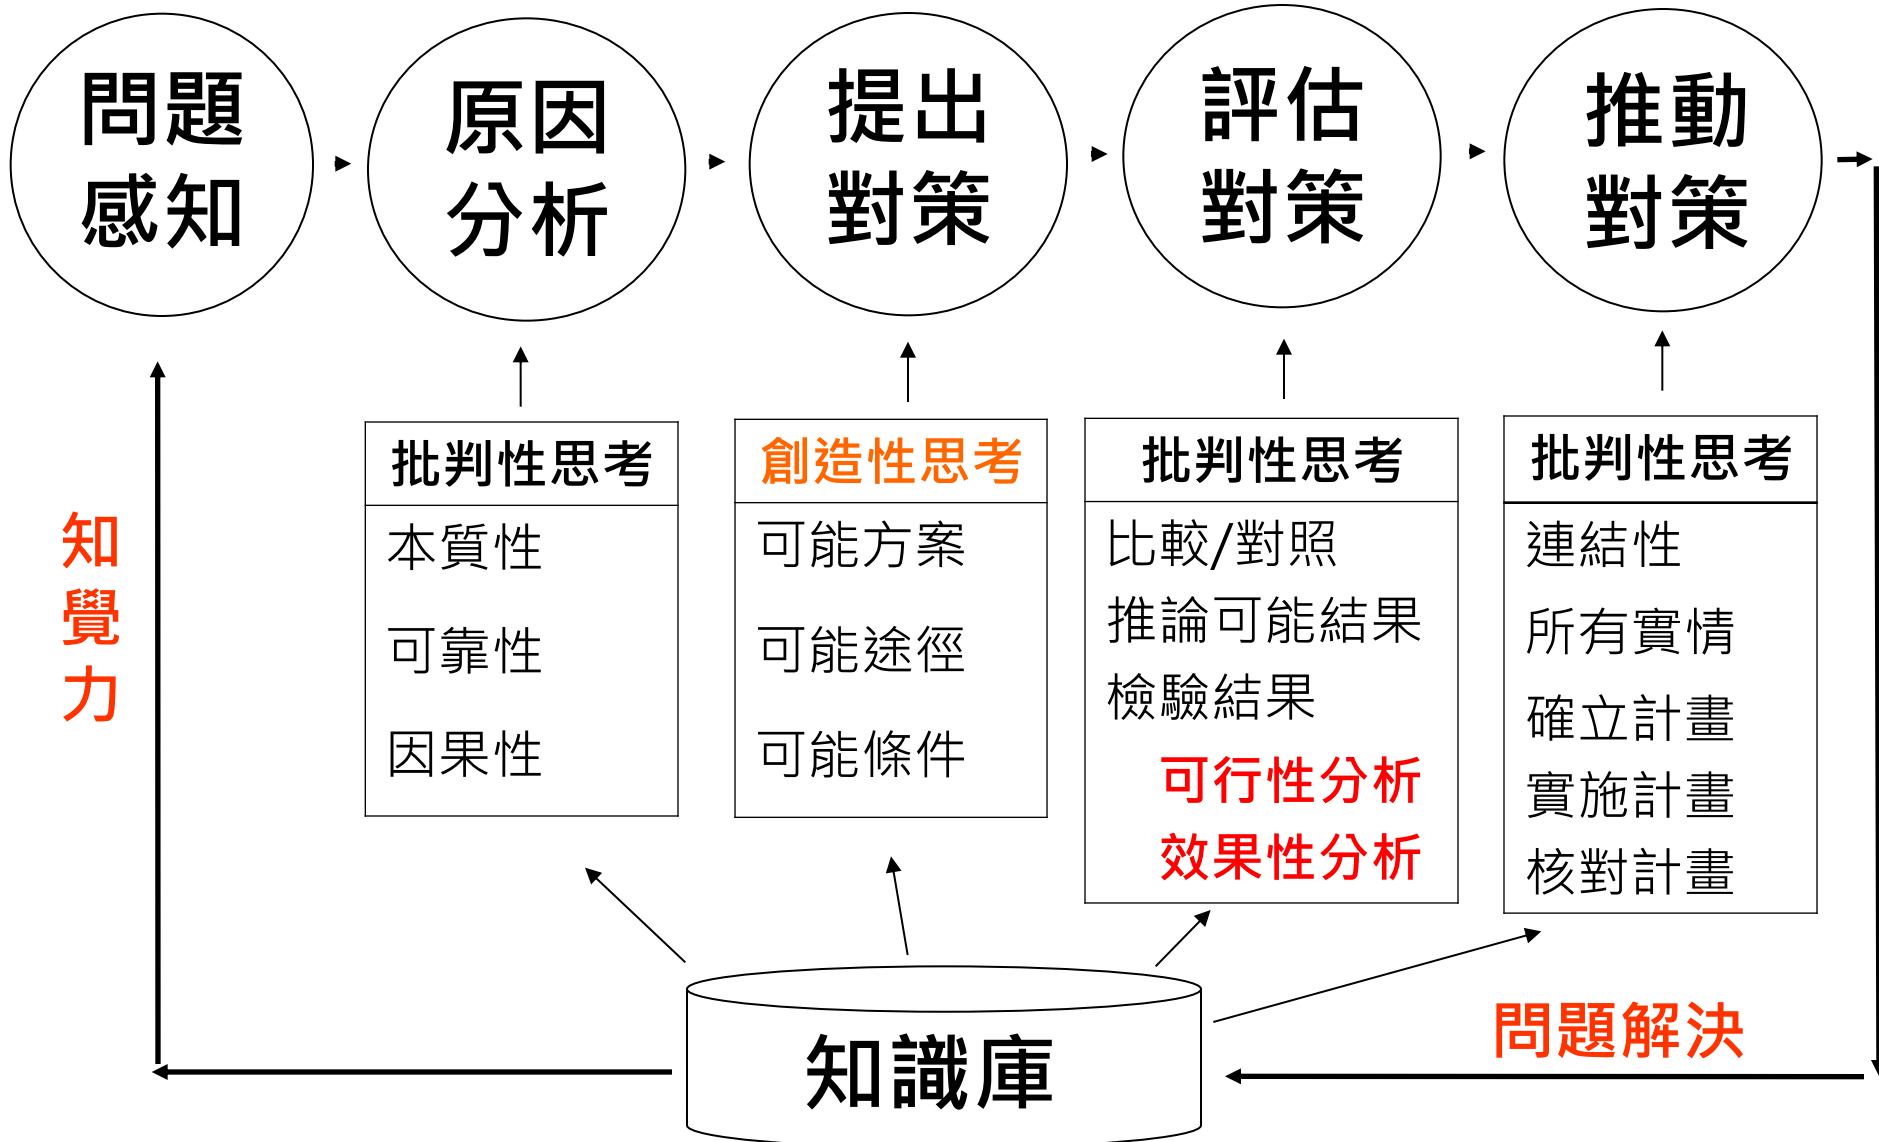 問題
感知
原因
分析
提出
對策
評估
對策
推動
對策
知
覺
力
批判性思考
本質性
可靠性
因果性
創造性思考
可能方案
可能途徑
可能條件
批判性思考
比較/對照
推論可能結果
檢驗結果
可行性分析
效果性分析
批判性思考
連結性
所有實情
確立計畫
實施計畫
核對計畫
知識庫
問題解決